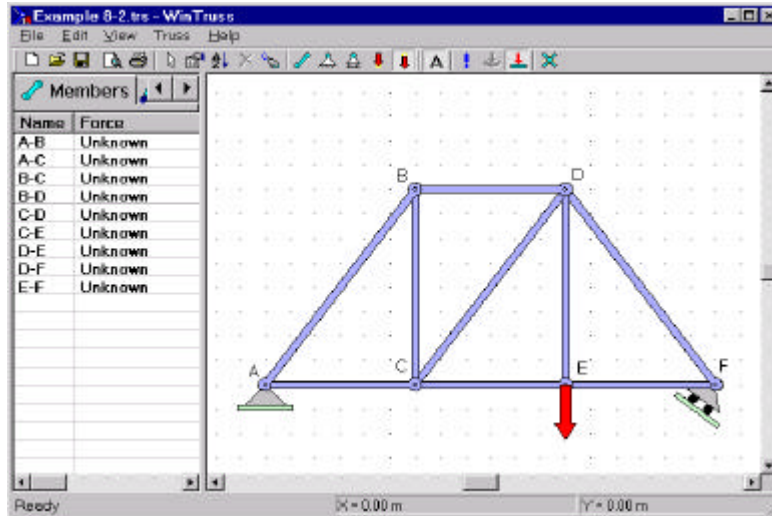 Example 8-2.trs - WinTruss
File Edit View Truss Help
A
Members
Name Force
A-B Unknown
A-C Unknown
B-C Unknown
B-D Unknown
C-D Unknown
C-E Unknown
D-E Unknown
D-F Unknown
E-F Unknown
B D
A C E F
Ready X = 0.00 m Y = 0.00 m